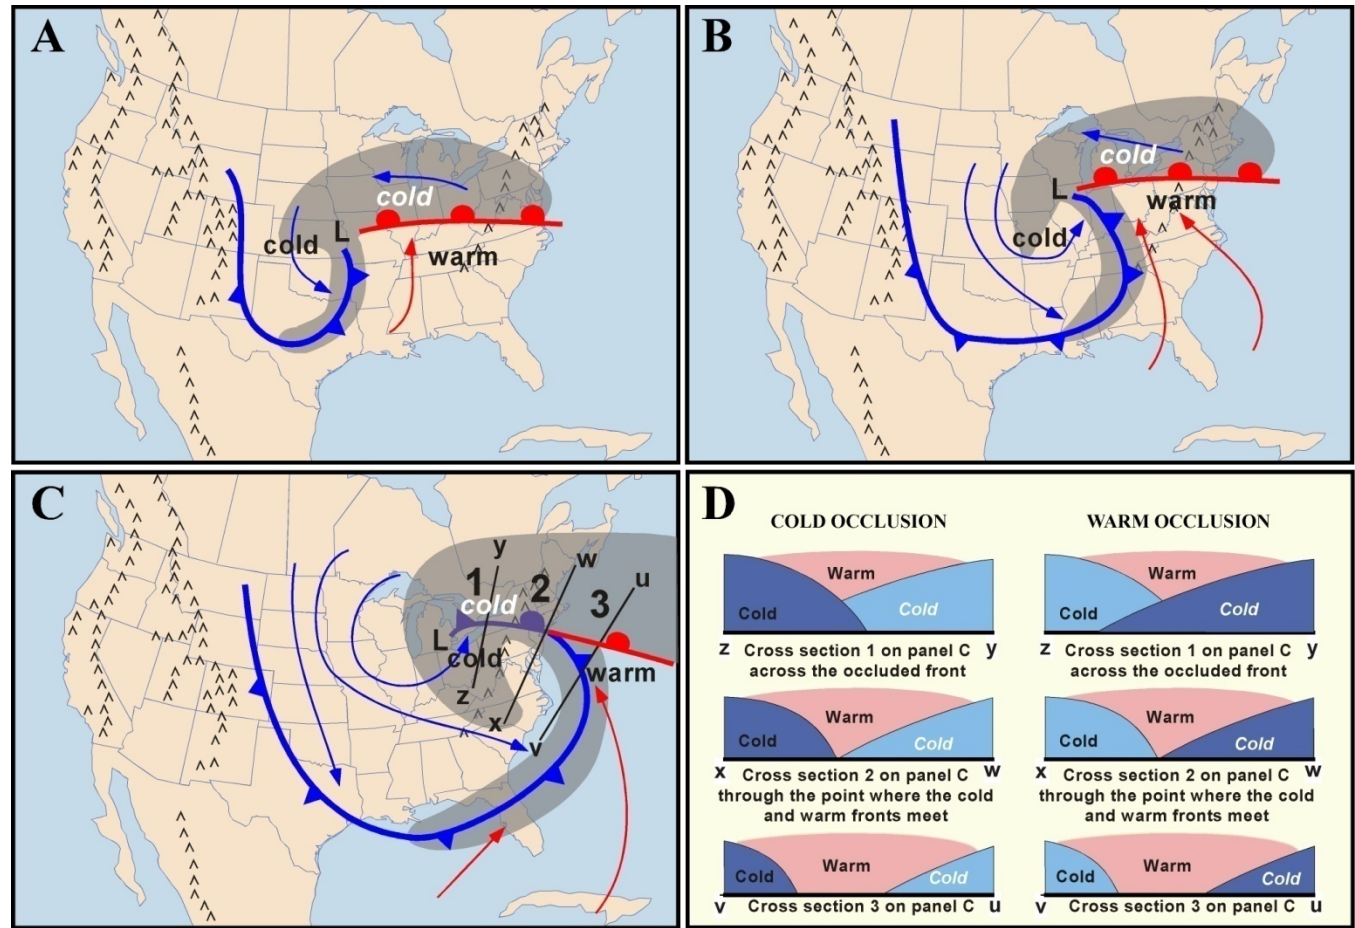 A
cold
cold
L
warm
B
cold
L
warm
cold
C
y
w
1
2
u
cold
3
L
cold
warm
z
x
v
D
COLD OCCLUSION
WARM OCCLUSION
Warm
Cold
Cold
z
Cross section 1 on panel C
y
across the occluded front
Warm
Cold
Cold
z
Cross section 1 on panel C
y
across the occluded front
Warm
Cold
Cold
x
Cross section 2 on panel C
w
through the point where the cold
and warm fronts meet
Warm
Cold
Cold
x
Cross section 2 on panel C
w
through the point where the cold
and warm fronts meet
Cold
Warm
Cold
v
Cross section 3 on panel C
u
Cold
Warm
Cold
v
Cross section 3 on panel C
u